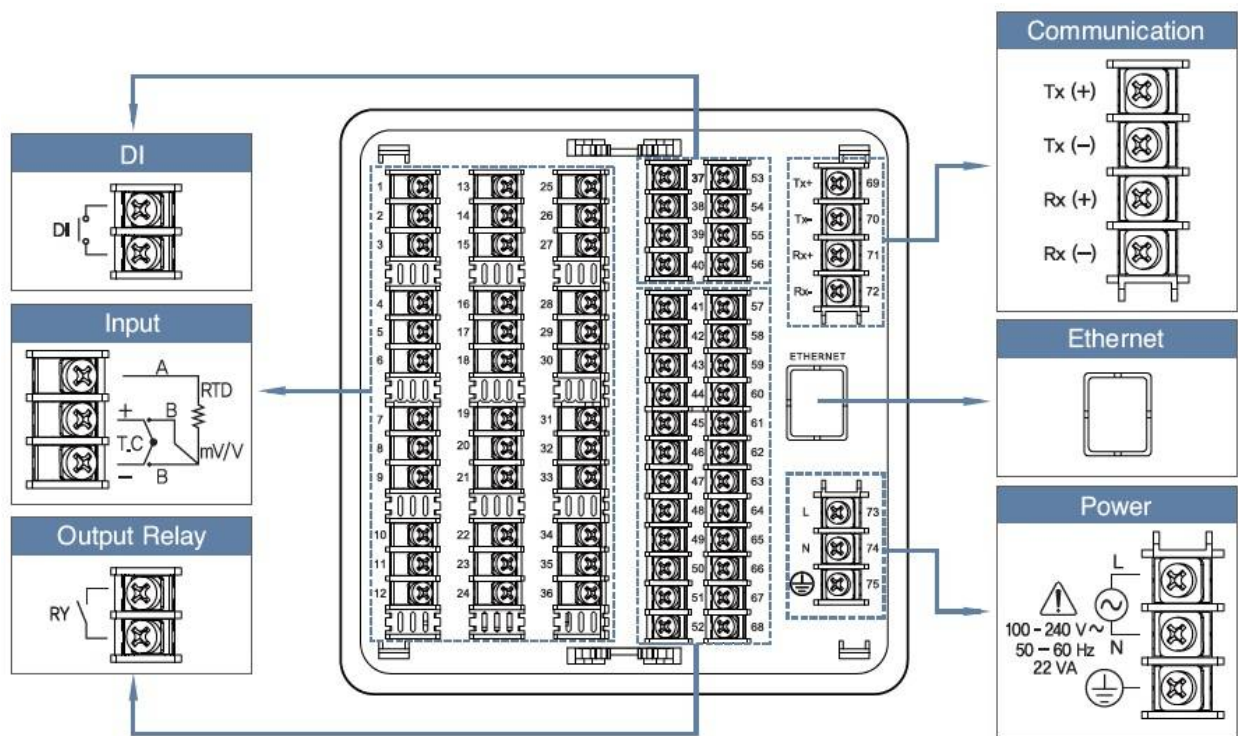 Communication
Tx (+)
Tx (−)
Rx (+)
Rx (−)
DI
DI
Input
A
RTD
+
B
T.C
mV/V
−
B
Output Relay
RY
1
2
3
4
5
6
7
8
9
10
11
12
13
14
15
16
17
18
19
20
21
22
23
24
25
26
27
28
29
30
31
32
33
34
35
36
37
38
39
40
41
42
43
44
45
46
47
48
49
50
51
52
53
54
55
56
57
58
59
60
61
62
63
64
65
66
67
68
Tx+ 69
Tx- 70
Rx+ 71
Rx- 72
ETHERNET
L 73
N 74
75
Ethernet
Power
L
100 - 240 V ~
50 - 60 Hz
N
22 VA